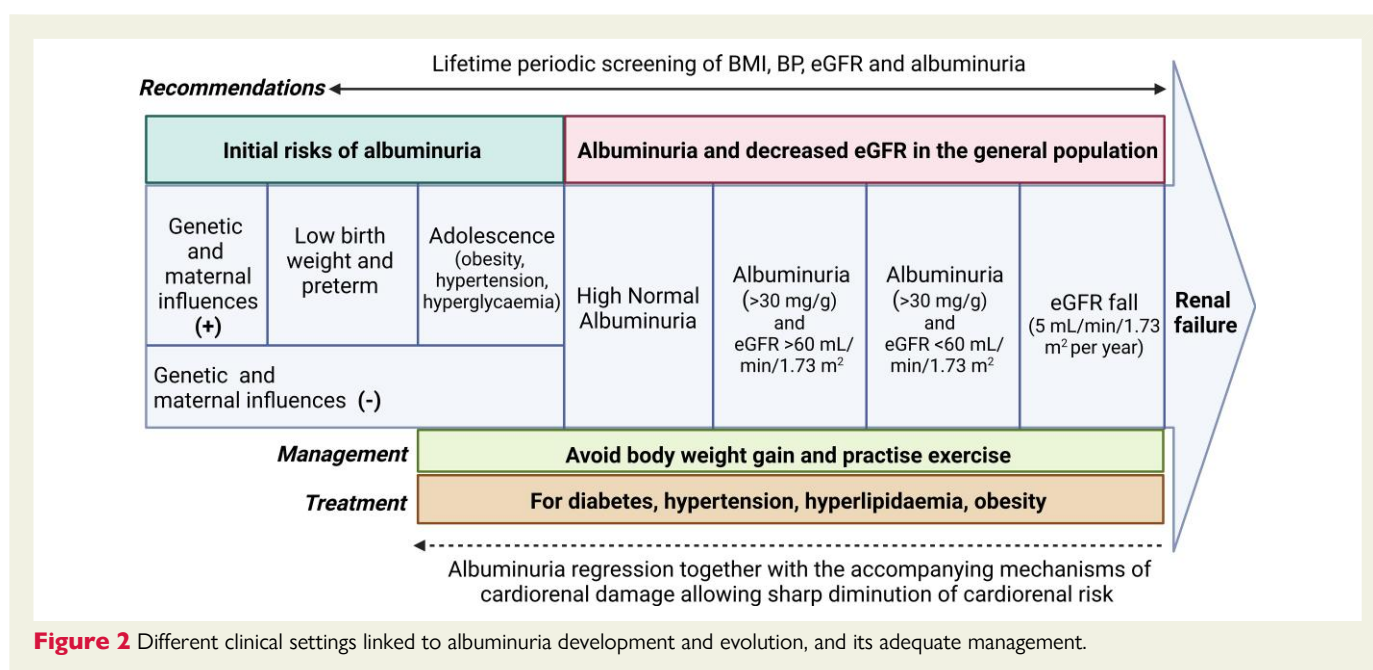 Lifetime periodic screening of BMI, BP, eGFR and albuminuria
Recommendations
Initial risks of albuminuria
Albuminuria and decreased eGFR in the general population
Genetic
and
maternal
influences
(+)
Low birth
weight and
preterm
Adolescence
(obesity,
hypertension,
hyperglycaemia)
High Normal
Albuminuria
Albuminuria
(>30 mg/g)
and
eGFR >60 mL/
min/1.73 m²
Albuminuria
(>30 mg/g)
and
eGFR <60 mL/
min/1.73 m²
eGFR fall
(5 mL/min/1.73
m² per year)
Renal
failure
Genetic and
maternal influences (-)
Management
Avoid body weight gain and practise exercise
Treatment
For diabetes, hypertension, hyperlipidaemia, obesity
Albuminuria regression together with the accompanying mechanisms of
cardiorenal damage allowing sharp diminution of cardiorenal risk
Figure 2 Different clinical settings linked to albuminuria development and evolution, and its adequate management.